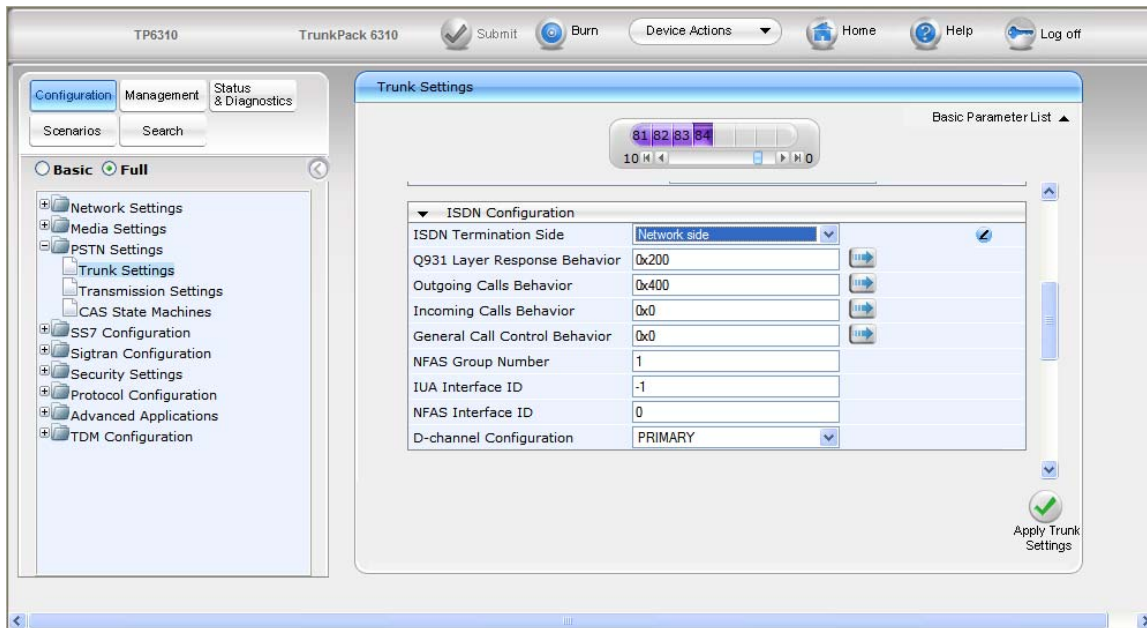 TP6310 TrunkPack 6310 Submit Burn Device Actions Home Help Log off
Configuration Management Status & Diagnostics
Scenarios Search
Basic Full
Network Settings
Media Settings
PSTN Settings
Trunk Settings
Transmission Settings
CAS State Machines
SS7 Configuration
Sigtran Configuration
Security Settings
Protocol Configuration
Advanced Applications
TDM Configuration
Trunk Settings
Basic Parameter List
81 82 83 84
10 0
ISDN Configuration
ISDN Termination Side Network side
Q931 Layer Response Behavior 0x200
Outgoing Calls Behavior 0x400
Incoming Calls Behavior 0x0
General Call Control Behavior 0x0
NFAS Group Number 1
IUA Interface ID -1
NFAS Interface ID 0
D-channel Configuration PRIMARY
Apply Trunk
Settings